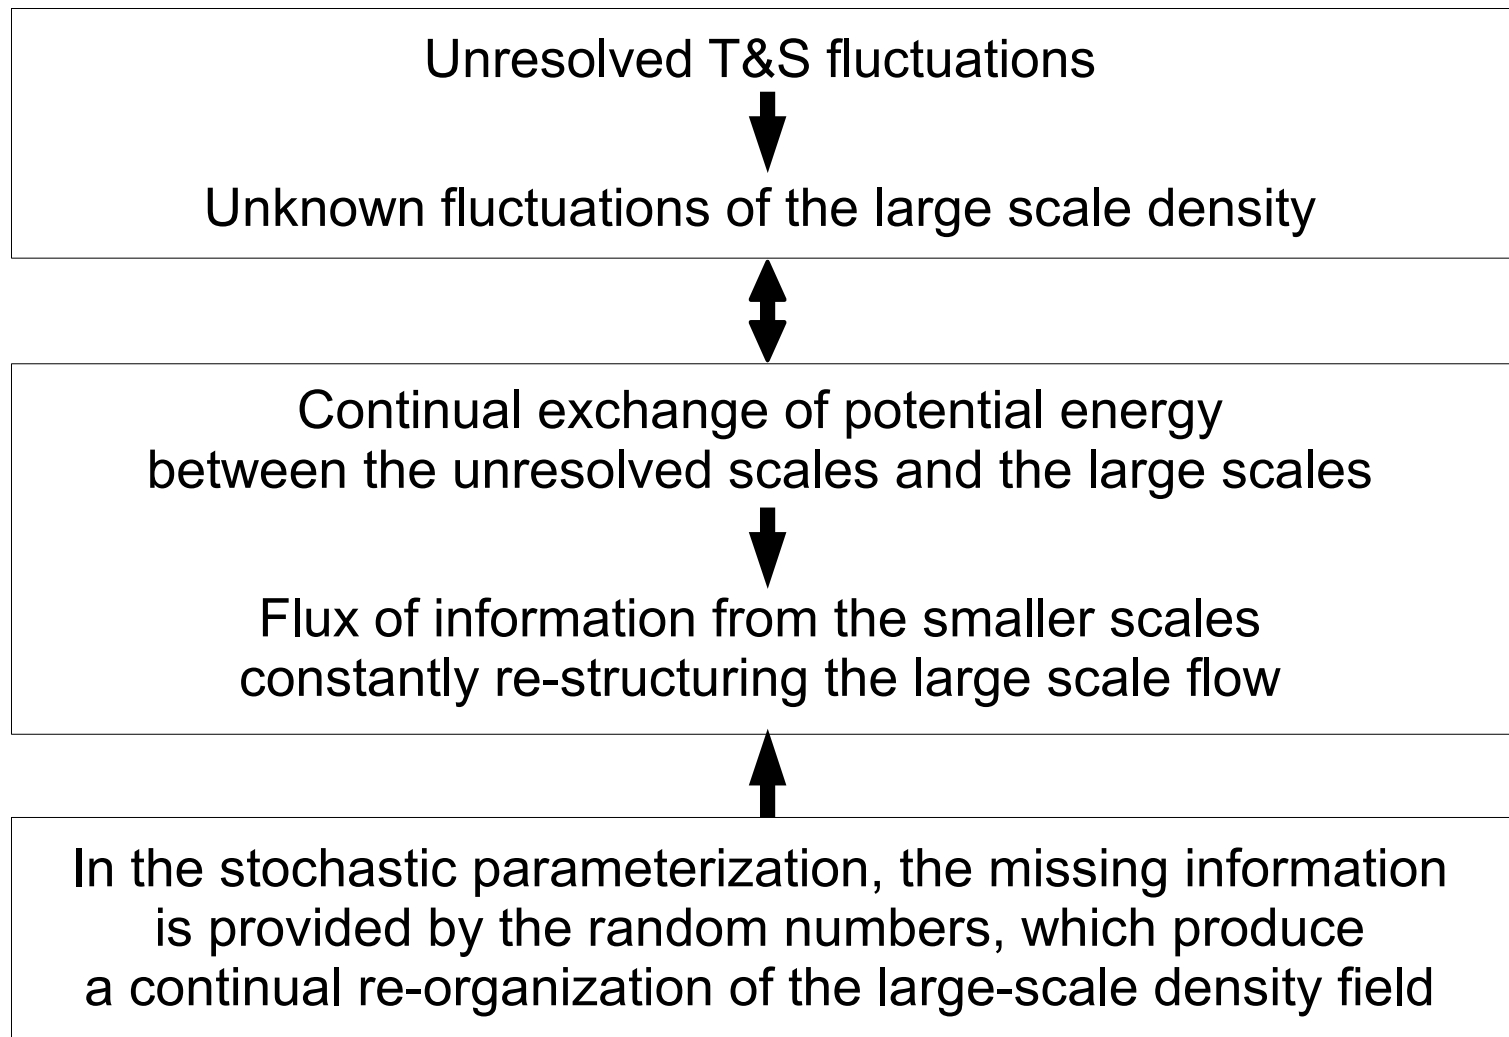 Unresolved T&S fluctuations
Unknown fluctuations of the large scale density
Continual exchange of potential energy
between the unresolved scales and the large scales
Flux of information from the smaller scales
constantly re-structuring the large scale flow
In the stochastic parameterization, the missing information
is provided by the random numbers, which produce
a continual re-organization of the large-scale density field